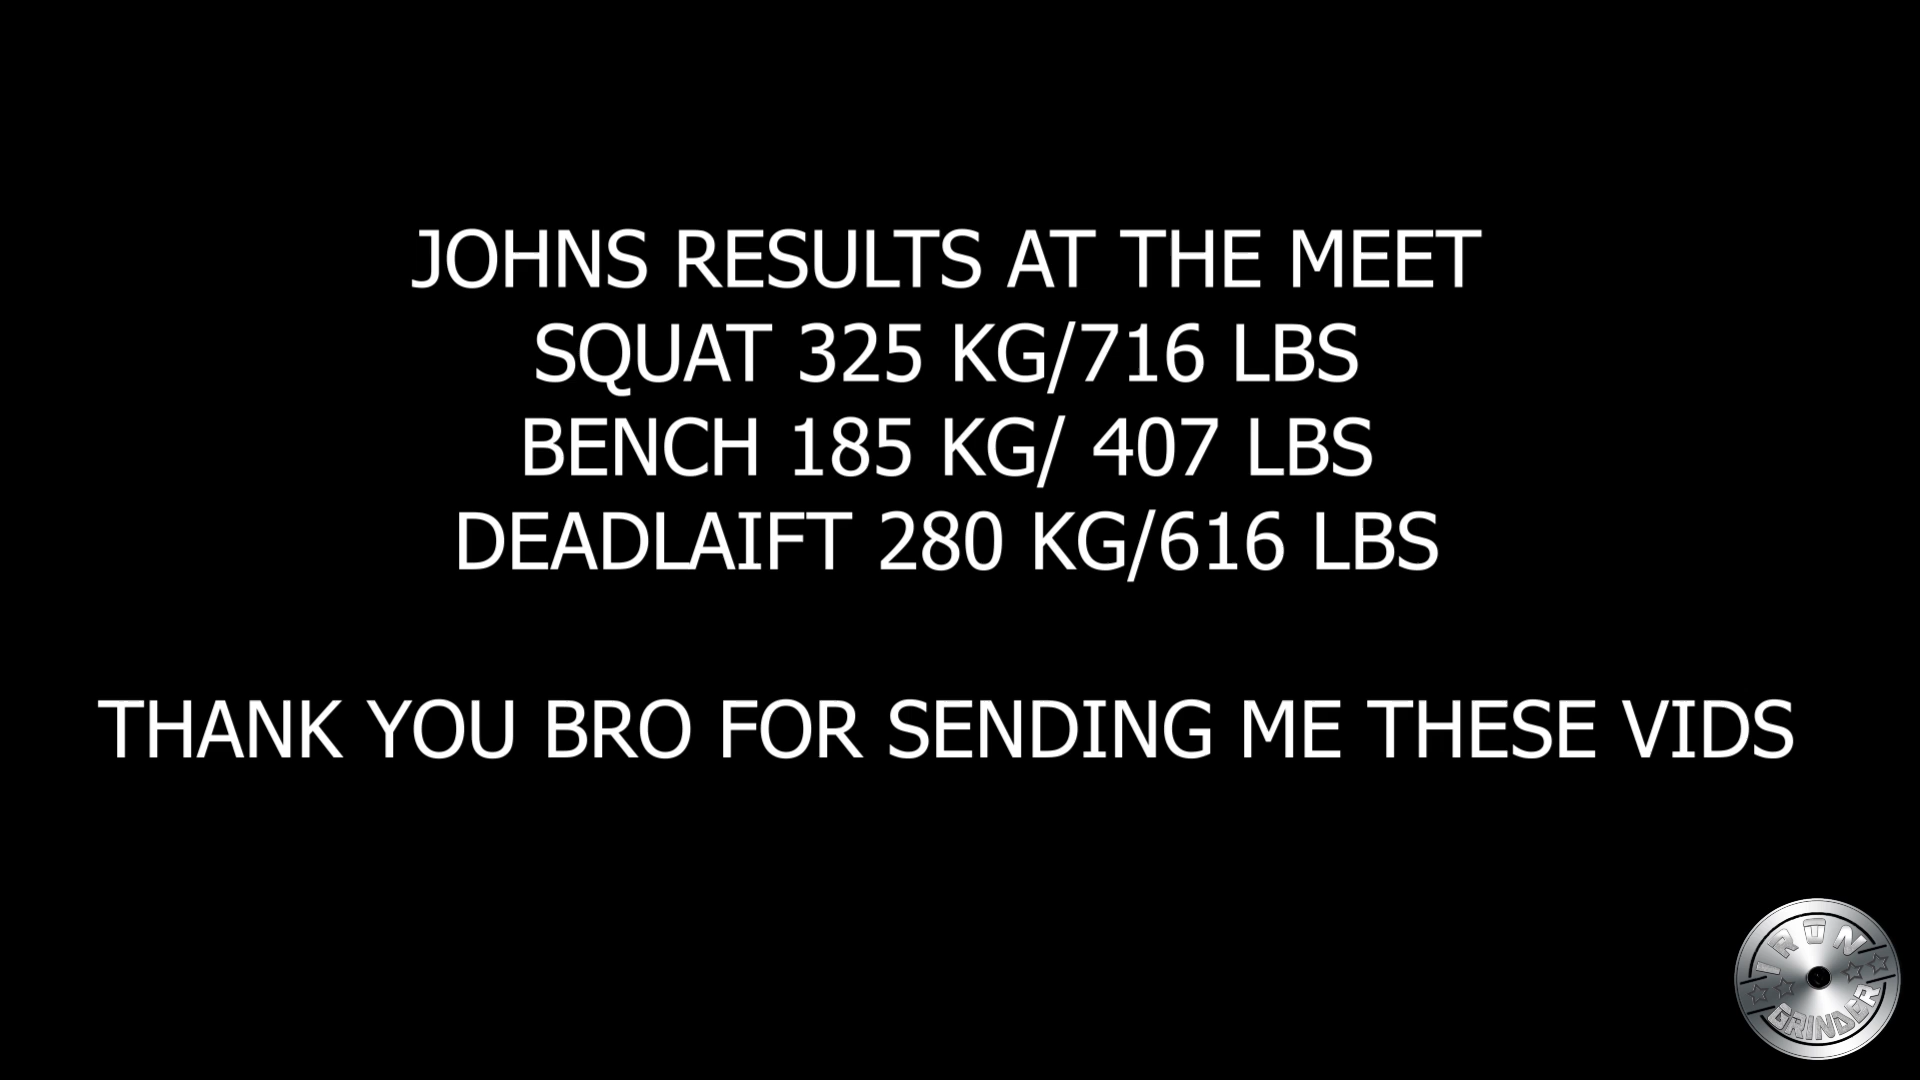 JOHNS RESULTS AT THE MEET
SQUAT 325 KG/716 LBS
BENCH 185 KG/ 407 LBS
DEADLAIFT 280 KG/616 LBS
THANK YOU BRO FOR SENDING ME THESE VIDS
IRON
GRINDER